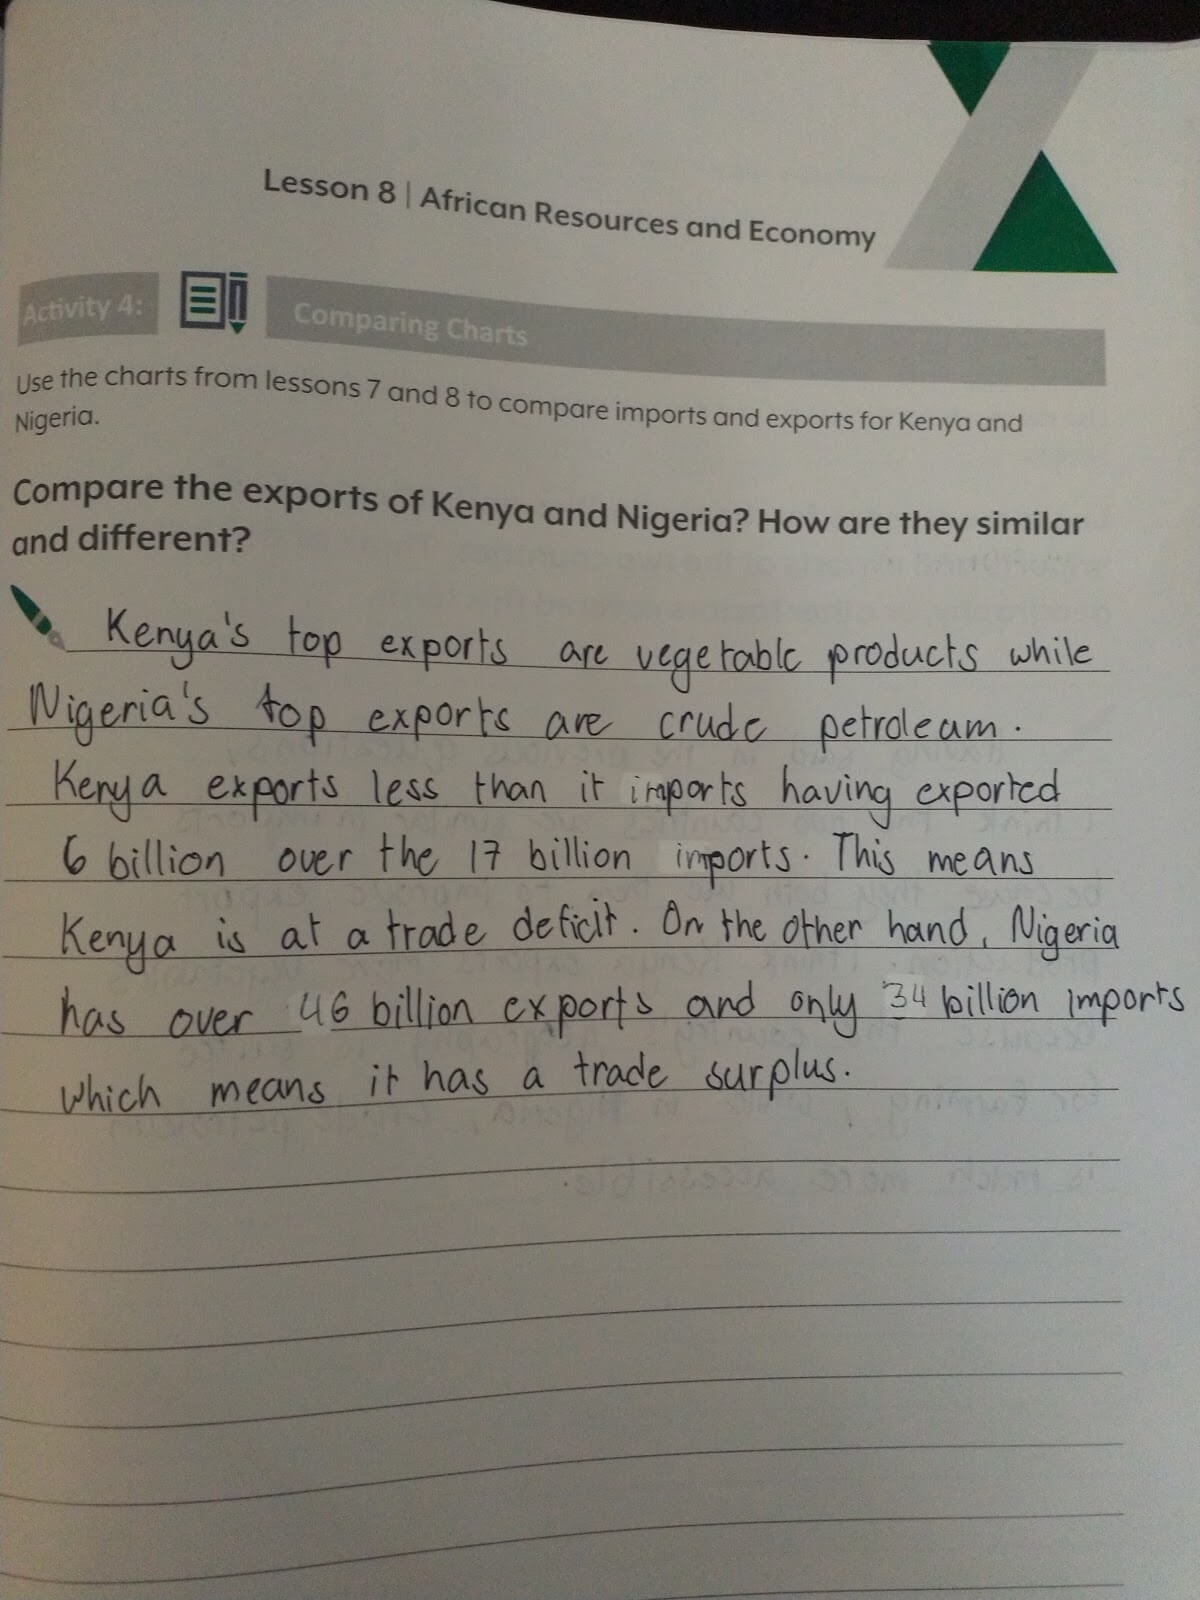 Lesson 8 | African Resources and Economy
Activity 4:
Comparing Charts
Use the charts from lessons 7 and 8 to compare imports and exports for Kenya and
Nigeria.
Compare the exports of Kenya and Nigeria? How are they similar
and different?
Kenya's top exports are vegetable products while
Nigeria's top exports are crude petroleam.
Kenya exports less than it imports having exported
6 billion over the 17 billion imports. This means
Kenya is at a trade deficit. On the other hand, Nigeria
has over 46 billion exports and only 34 billion imports
which means it has a trade surplus.